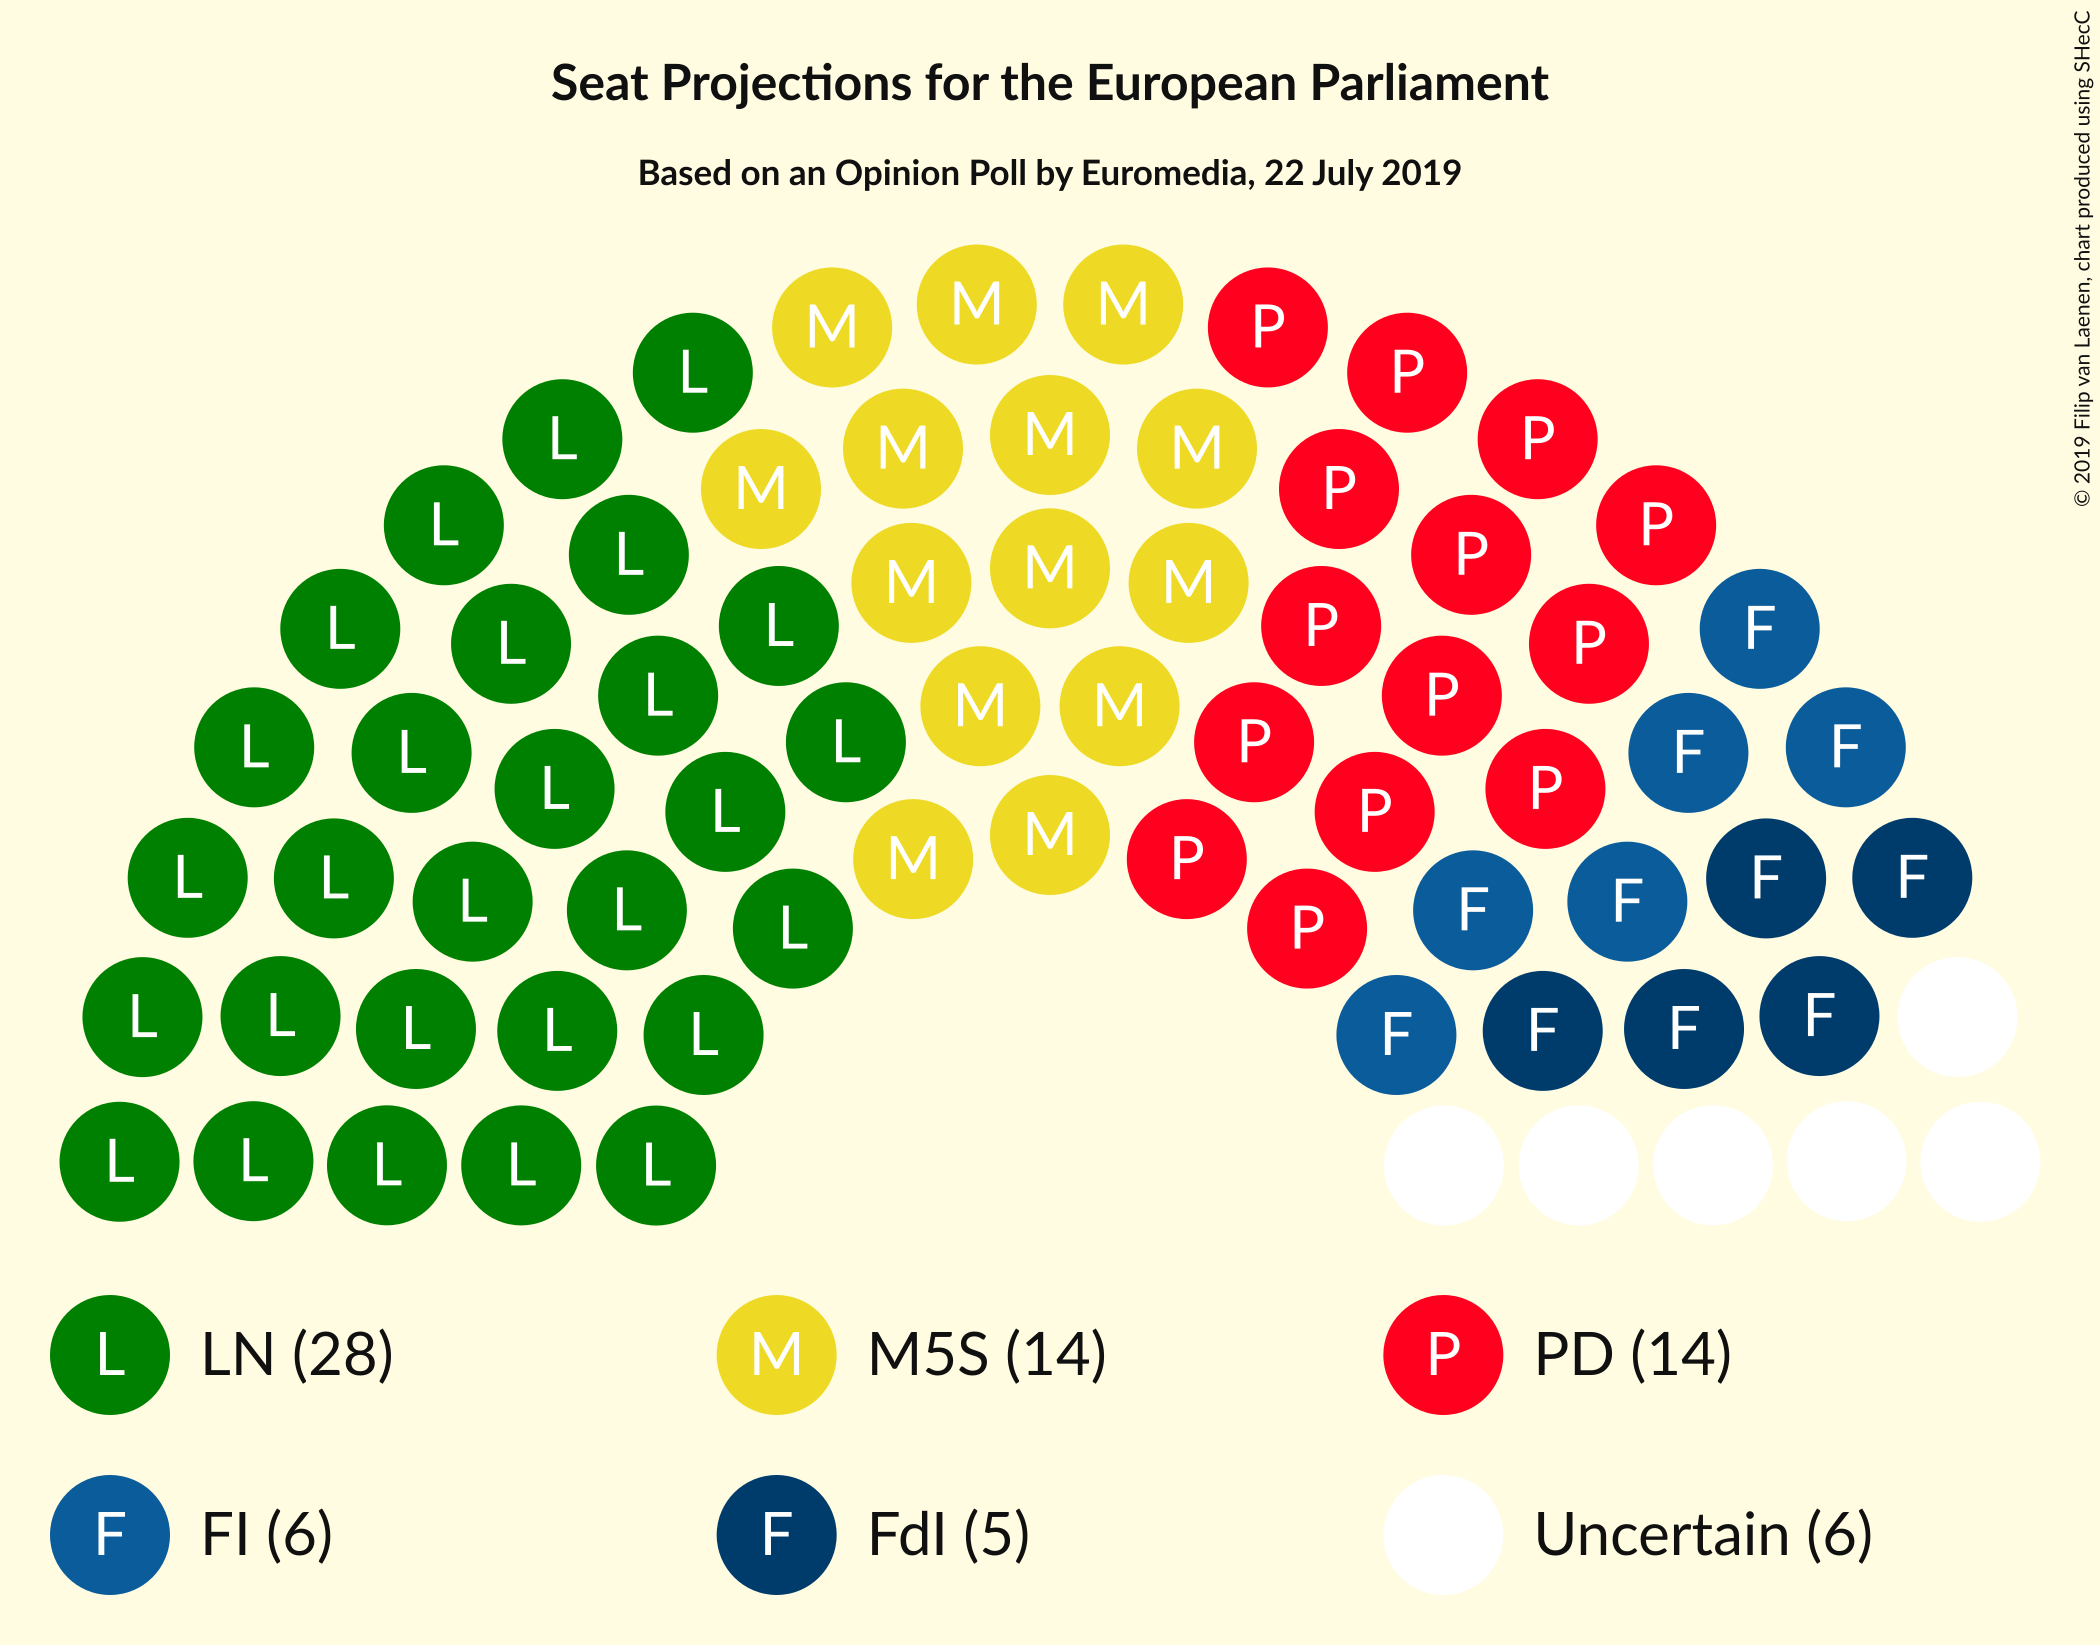 Seat Projections for the European Parliament
Based on an Opinion Poll by Euromedia, 22 July 2019
© 2019 Filip van Laenen, chart produced using SHecC
M M
M P
L P
M M M
L P
M P
L P
L M M M P
L P
L M P F
L P
L M M P
L P
L L P F
L F
L P
L P
M
L L M P P F F
L L F F
L P
L L F F
L L F F
L L F F
L L F F
L L L
L L
L LN (28)
M M5S (14)
P PD (14)
F FI (6)
F FdI (5)
Uncertain (6)